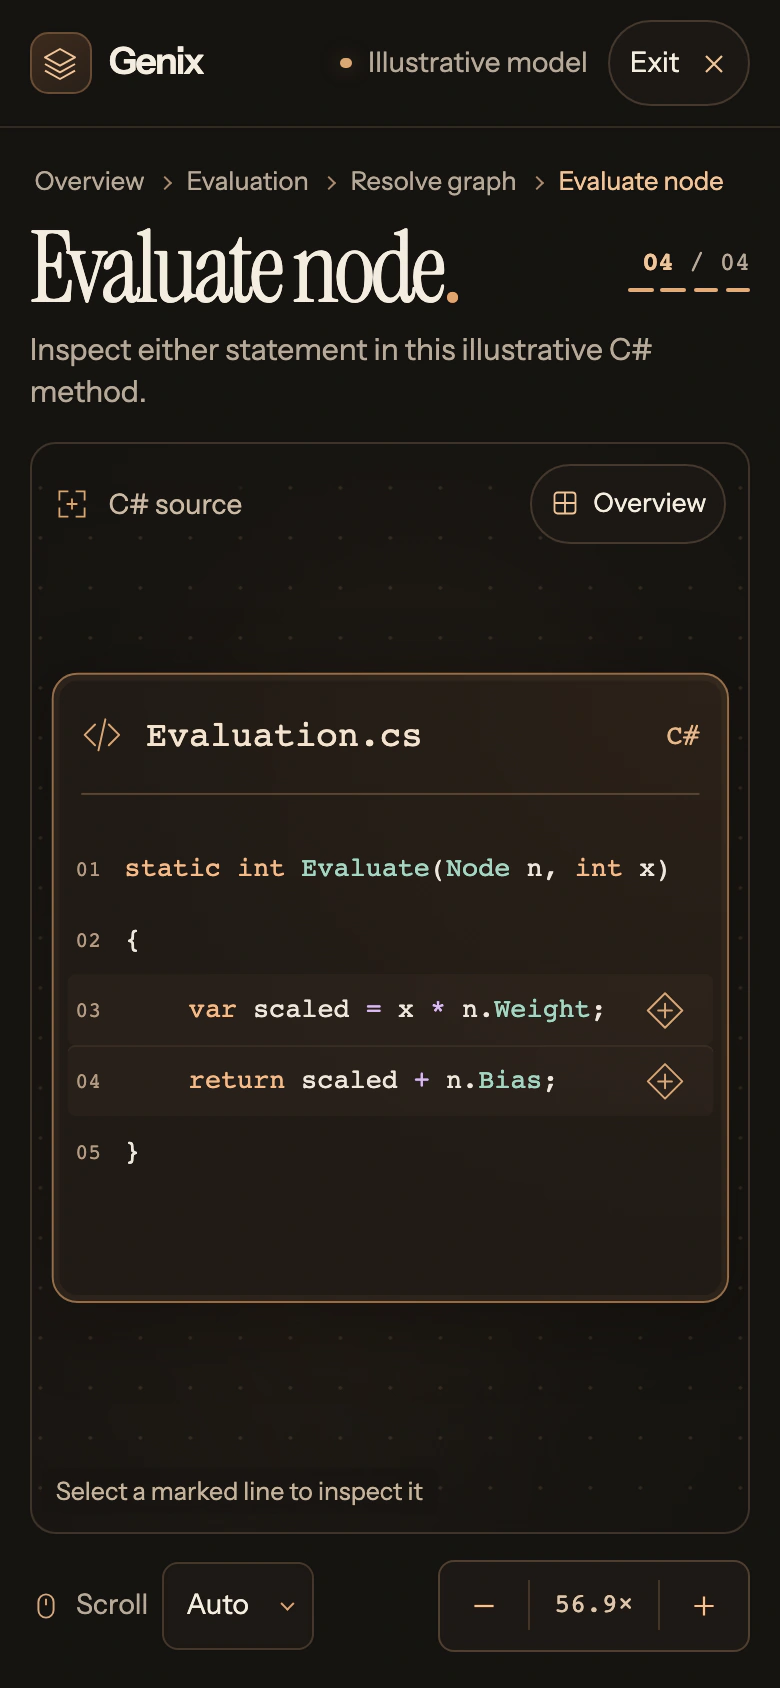 Genix
Illustrative model
Exit
Overview > Evaluation > Resolve graph > Evaluate node
Evaluate node.
04 / 04
Inspect either statement in this illustrative C#
method.
C# source
Overview
</> Evaluation.cs
C#
01 static int Evaluate(Node n, int x)
02 {
03 var scaled = x * n.Weight;
04 return scaled + n.Bias;
05 }
Select a marked line to inspect it
Scroll
Auto
− 56.9× +